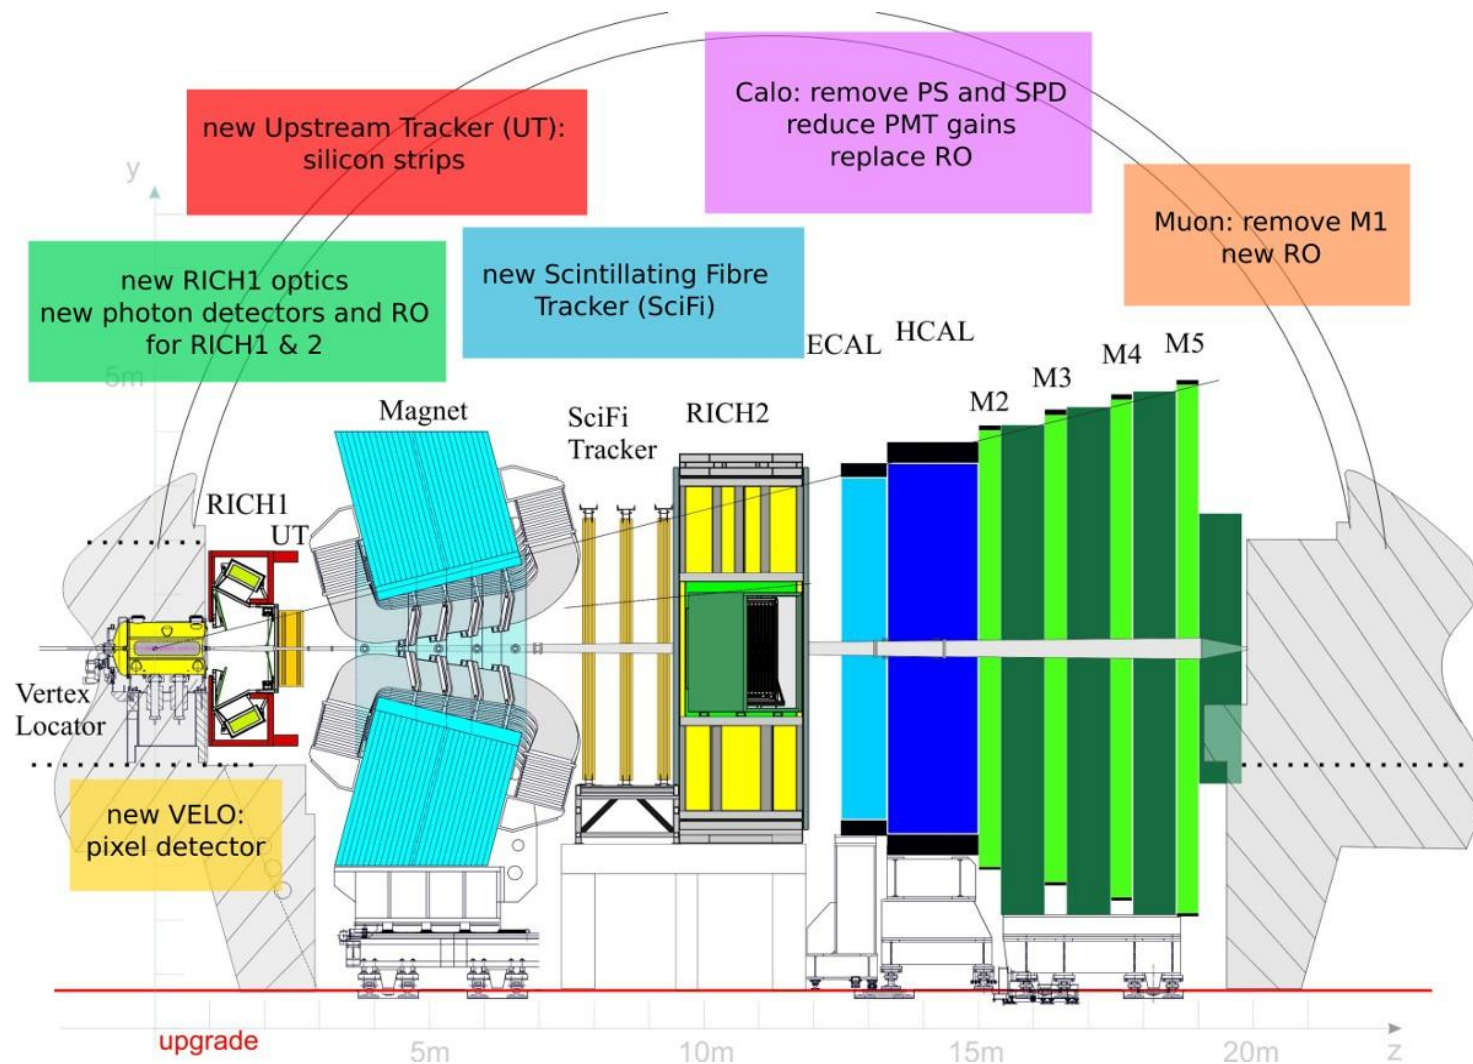 new Upstream Tracker (UT):
silicon strips
Calo: remove PS and SPD
reduce PMT gains
replace RO
Muon: remove M1
new RO
y
new RICH1 optics
new photon detectors and RO
for RICH1 & 2
new Scintillating Fibre
Tracker (SciFi)
5m
ECAL
HCAL
M2
M3
M4
M5
Magnet
SciFi
Tracker
RICH2
RICH1
UT
Vertex
Locator
new VELO:
pixel detector
upgrade
5m
10m
15m
20m
z